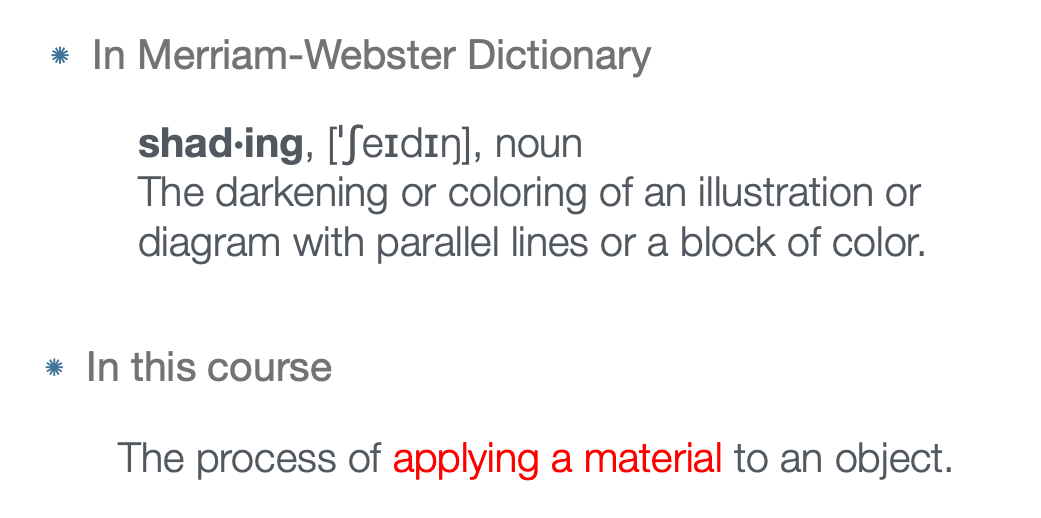 In Merriam-Webster Dictionary
shad·ing, [ˈʃeɪdɪŋ], noun
The darkening or coloring of an illustration or
diagram with parallel lines or a block of color.
In this course
The process of applying a material to an object.